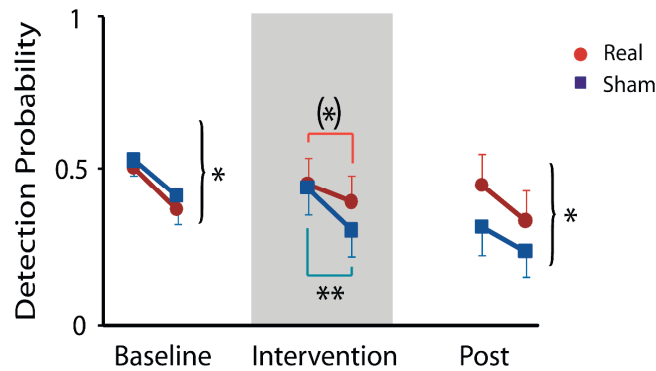 1
Real
Sham
Detection Probability
(*)
0.5
*
*
**
0
Baseline
Intervention
Post